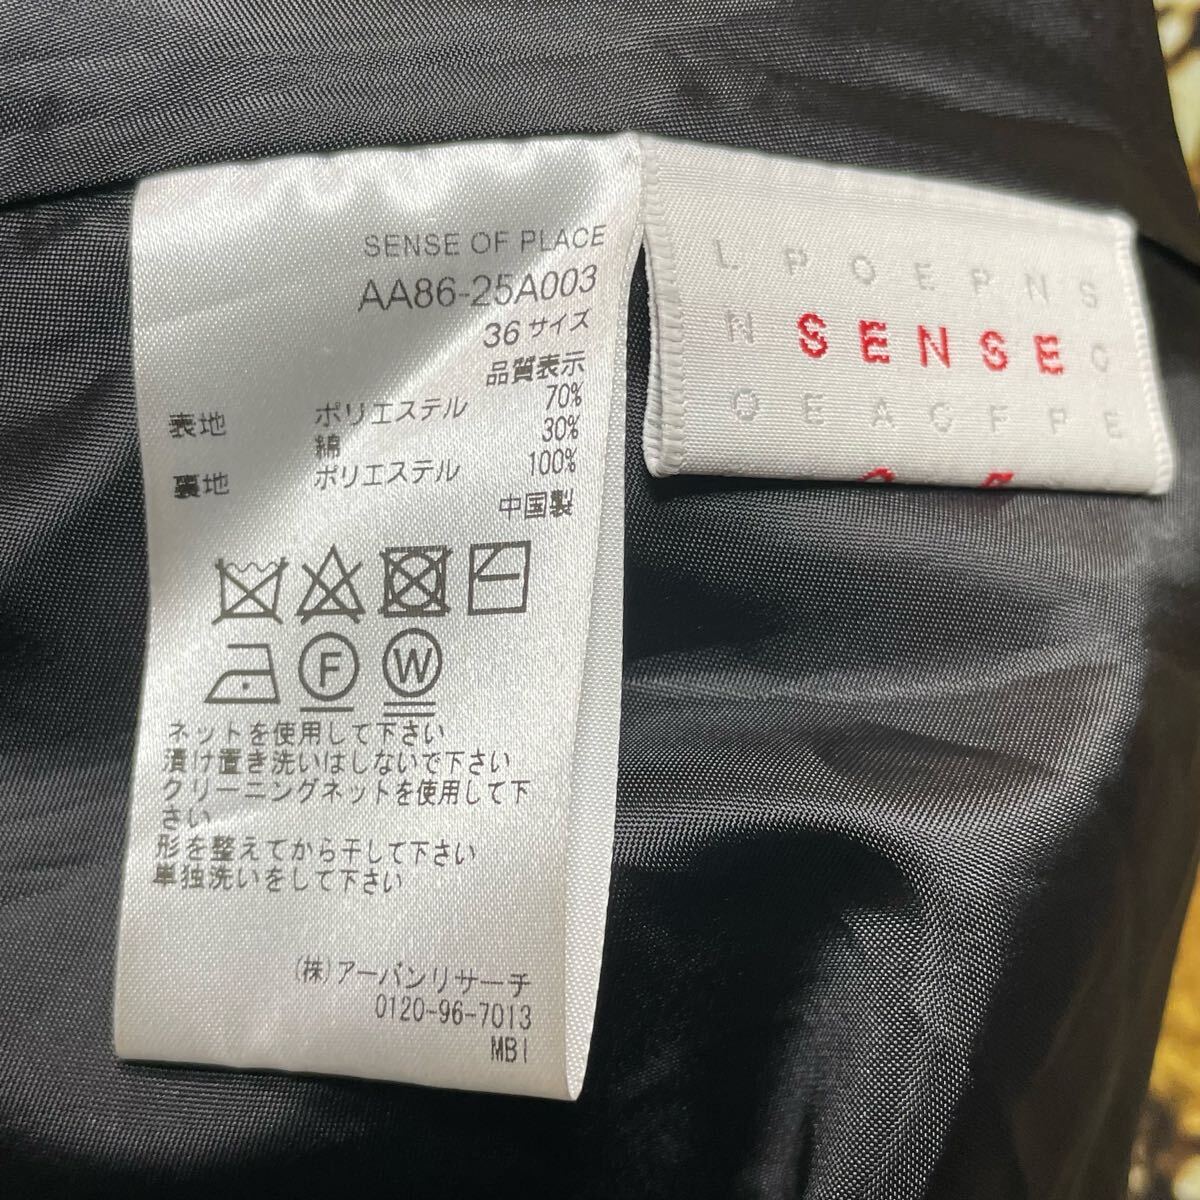 SENSE OF PLACE
AA86-25A003
36サイズ
品質表示
表地 ポリエステル 70%
綿 30%
裏地 ポリエステル 100%
中国製
F W
ネットを使用して下さい
漬け置き洗いはしないで下さい
クリーニングネットを使用して下
さい
形を整えてから干して下さい
単独洗いをして下さい
(株)アーバンリサーチ
0120-96-7013
MBI
L P O E P N S
N SENSE
O E A C F P E